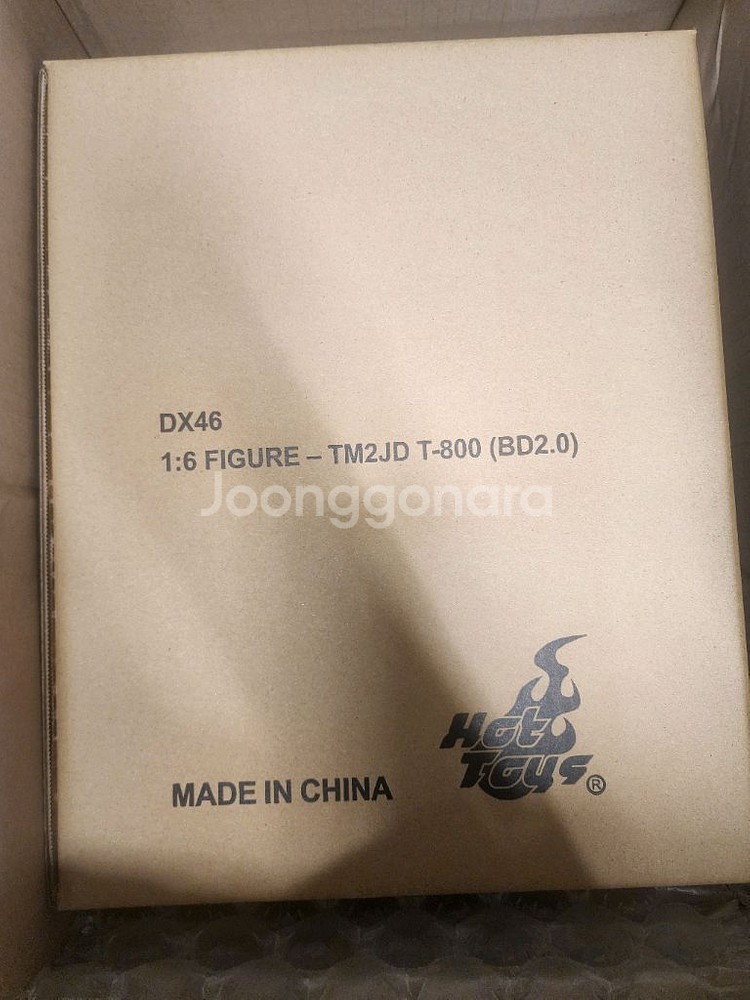 DX46
1:6 FIGURE – TM2JD T-800 (BD2.0)
Joonggonara
Hot
Toys®
MADE IN CHINA